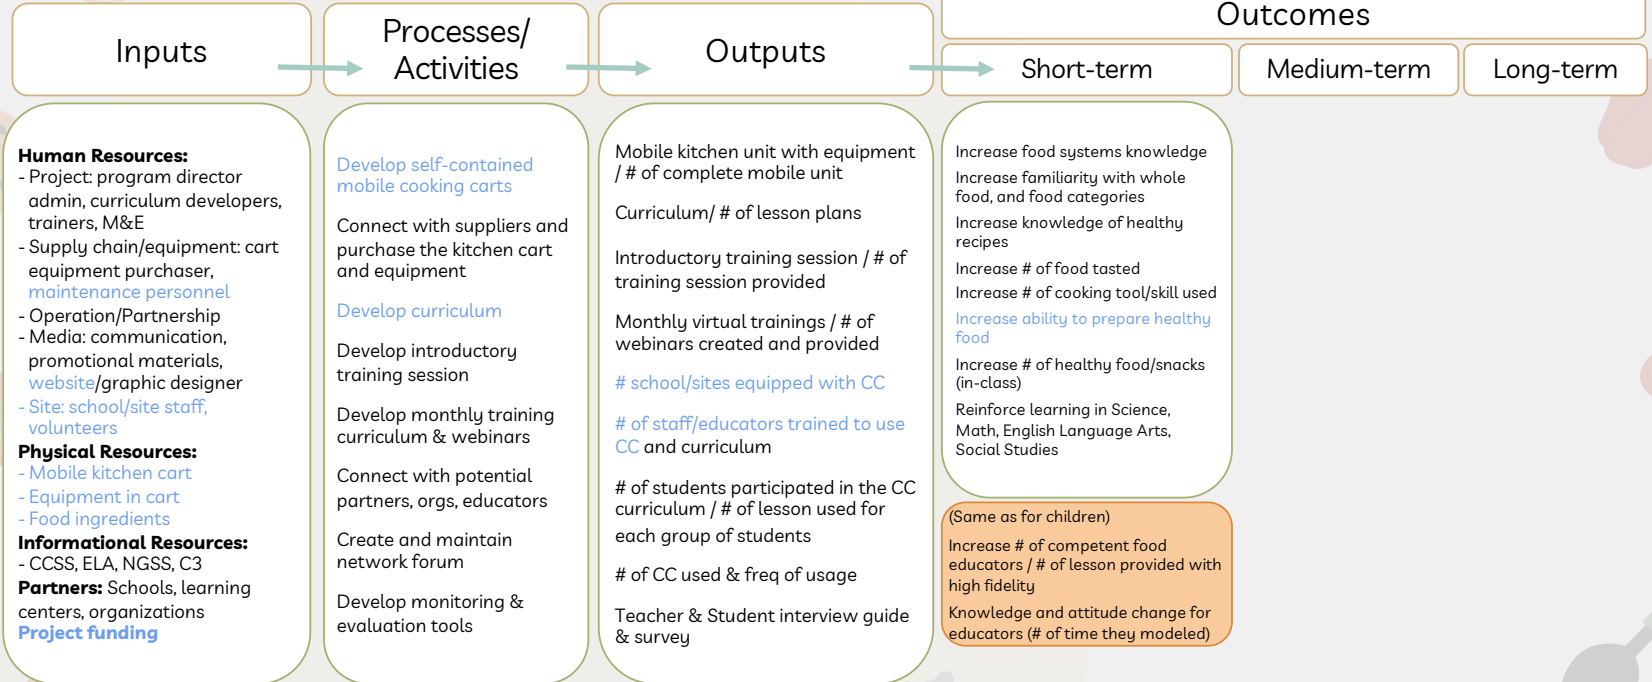 Inputs
Processes/
Activities
Outputs
Outcomes
Short-term
Medium-term
Long-term
Human Resources:
- Project: program director
admin, curriculum developers,
trainers, M&E
- Supply chain/equipment: cart
equipment purchaser,
maintenance personnel
- Operation/Partnership
- Media: communication,
promotional materials,
website/graphic designer
- Site: school/site staff,
volunteers
Physical Resources:
- Mobile kitchen cart
- Equipment in cart
- Food ingredients
Informational Resources:
- CCSS, ELA, NGSS, C3
Partners: Schools, learning
centers, organizations
Project funding
Develop self-contained
mobile cooking carts
Connect with suppliers and
purchase the kitchen cart
and equipment
Develop curriculum
Develop introductory
training session
Develop monthly training
curriculum & webinars
Connect with potential
partners, orgs, educators
Create and maintain
network forum
Develop monitoring &
evaluation tools
Mobile kitchen unit with equipment
/ # of complete mobile unit
Curriculum/ # of lesson plans
Introductory training session / # of
training session provided
Monthly virtual trainings / # of
webinars created and provided
# school/sites equipped with CC
# of staff/educators trained to use
CC and curriculum
# of students participated in the CC
curriculum / # of lesson used for
each group of students
# of CC used & freq of usage
Teacher & Student interview guide
& survey
Increase food systems knowledge
Increase familiarity with whole
food, and food categories
Increase knowledge of healthy
recipes
Increase # of food tasted
Increase # of cooking tool/skill used
Increase ability to prepare healthy
food
Increase # of healthy food/snacks
(in-class)
Reinforce learning in Science,
Math, English Language Arts,
Social Studies
(Same as for children)
Increase # of competent food
educators / # of lesson provided with
high fidelity
Knowledge and attitude change for
educators (# of time they modeled)